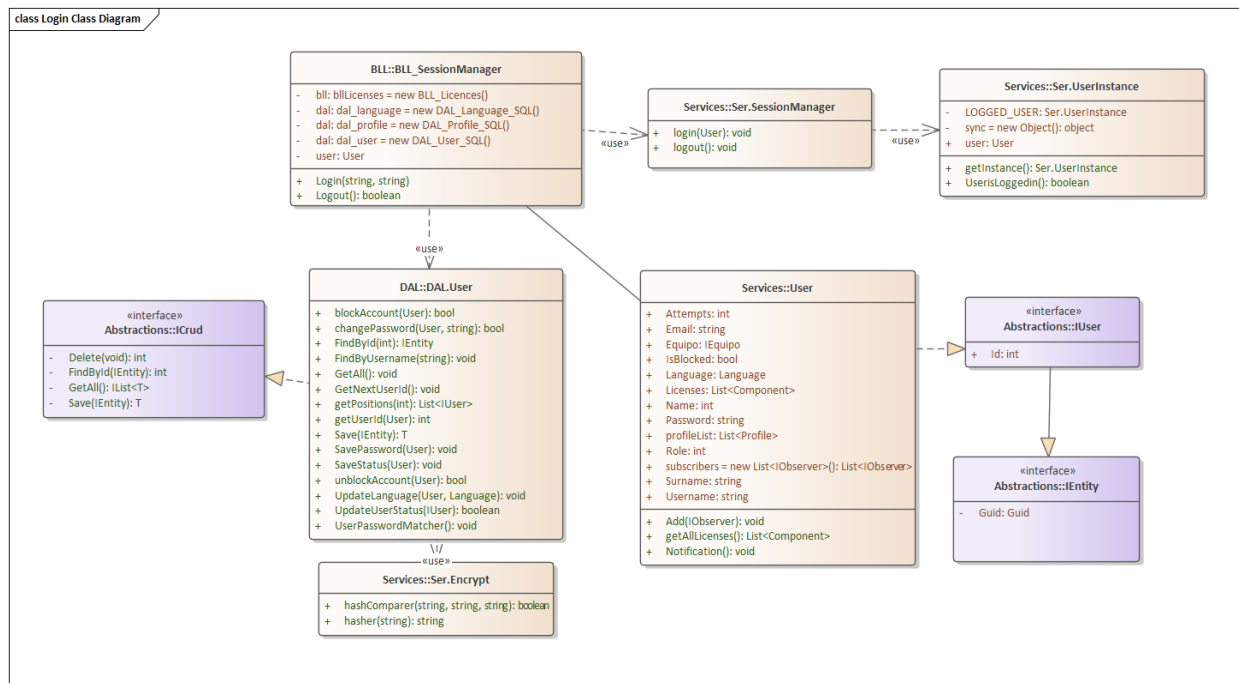 class Login Class Diagram
BLL::BLL_SessionManager
- bll: bllLicenses = new BLL_Licences()
- dal: dal_language = new DAL_Language_SQL()
- dal: dal_profile = new DAL_Profile_SQL()
- dal: dal_user = new DAL_User_SQL()
- user: User
+ Login(string, string)
+ Logout(): boolean
«use»
Services::Ser.SessionManager
+ login(User): void
+ logout(): void
«use»
Services::Ser.UserInstance
- LOGGED_USER: Ser.UserInstance
- sync = new Object(): object
+ user: User
+ getInstance(): Ser.UserInstance
+ UserisLoggedin(): boolean
«use»
«interface»
Abstractions::ICrud
- Delete(void): int
- FindById(IEntity): int
- GetAll(): IList<T>
- Save(IEntity): T
DAL::DAL.User
+ blockAccount(User): bool
+ changePassword(User, string): bool
+ FindById(int): IEntity
+ FindByUsername(string): void
+ GetAll(): void
+ GetNextUserId(): void
+ getPositions(int): List<IUser>
+ getUserId(User): int
+ Save(IEntity): T
+ SavePassword(User): void
+ SaveStatus(User): void
+ unblockAccount(User): bool
+ UpdateLanguage(User, Language): void
+ UpdateUserStatus(IUser): boolean
+ UserPasswordMatcher(): void
«use»
Services::Ser.Encrypt
+ hashComparer(string, string, string): boolean
+ hasher(string): string
Services::User
+ Attempts: int
+ Email: string
+ Equipo: IEquipo
+ IsBlocked: bool
+ Language: Language
+ Licenses: List<Component>
+ Name: int
+ Password: string
+ profileList: List<Profile>
+ Role: int
+ subscribers = new List<IObserver>(): List<IObserver>
+ Surname: string
+ Username: string
+ Add(IObserver): void
+ getAllLicenses(): List<Component>
+ Notification(): void
«interface»
Abstractions::IUser
+ Id: int
«interface»
Abstractions::IEntity
- Guid: Guid